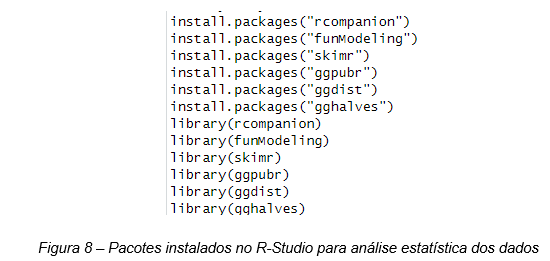 install.packages("rcompanion")
install.packages("funModeling")
install.packages("skimr")
install.packages("ggpubr")
install.packages("ggdist")
install.packages("gghalves")
library(rcompanion)
library(funModeling)
library(skimr)
library(ggpubr)
library(ggdist)
library(gghalves)
Figura 8 – Pacotes instalados no R-Studio para análise estatística dos dados